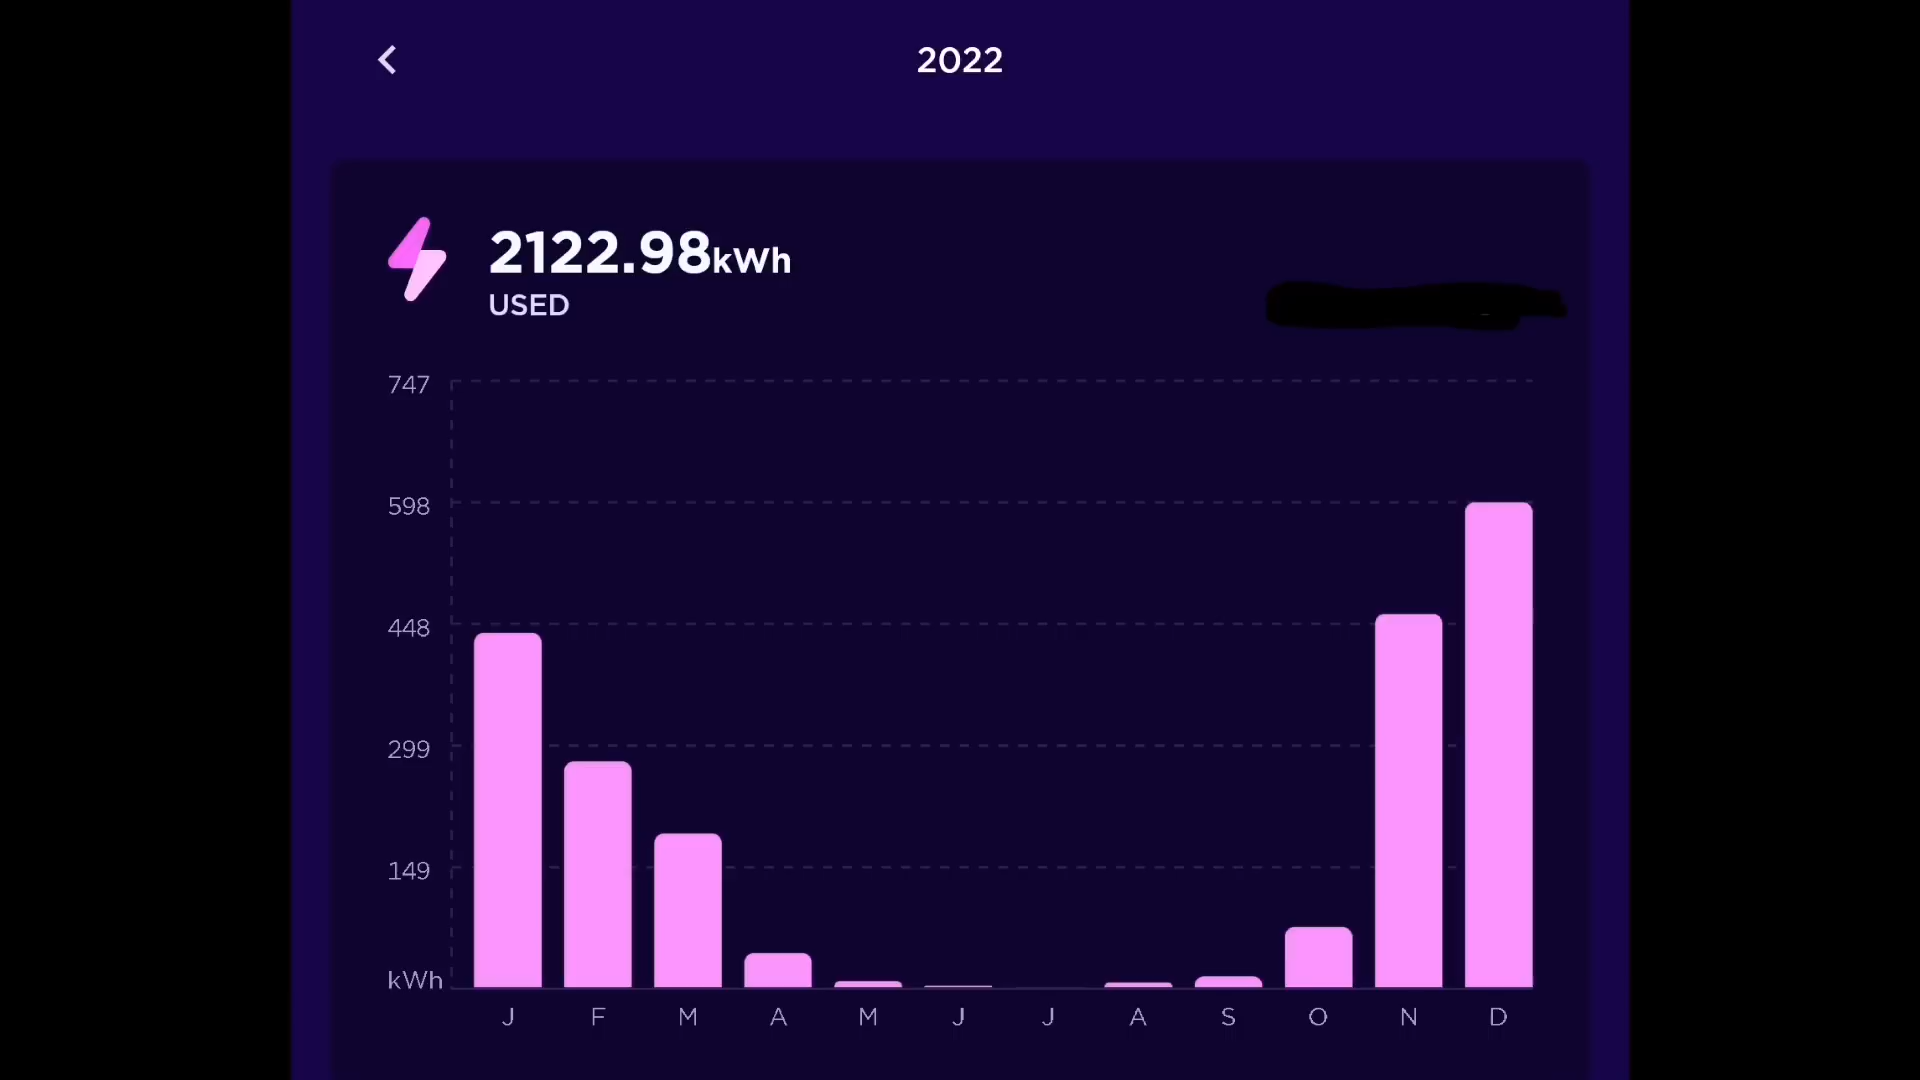 2022
2122.98kWh
USED
747
598
448
299
149
kWh
J F M A M J J A S O N D